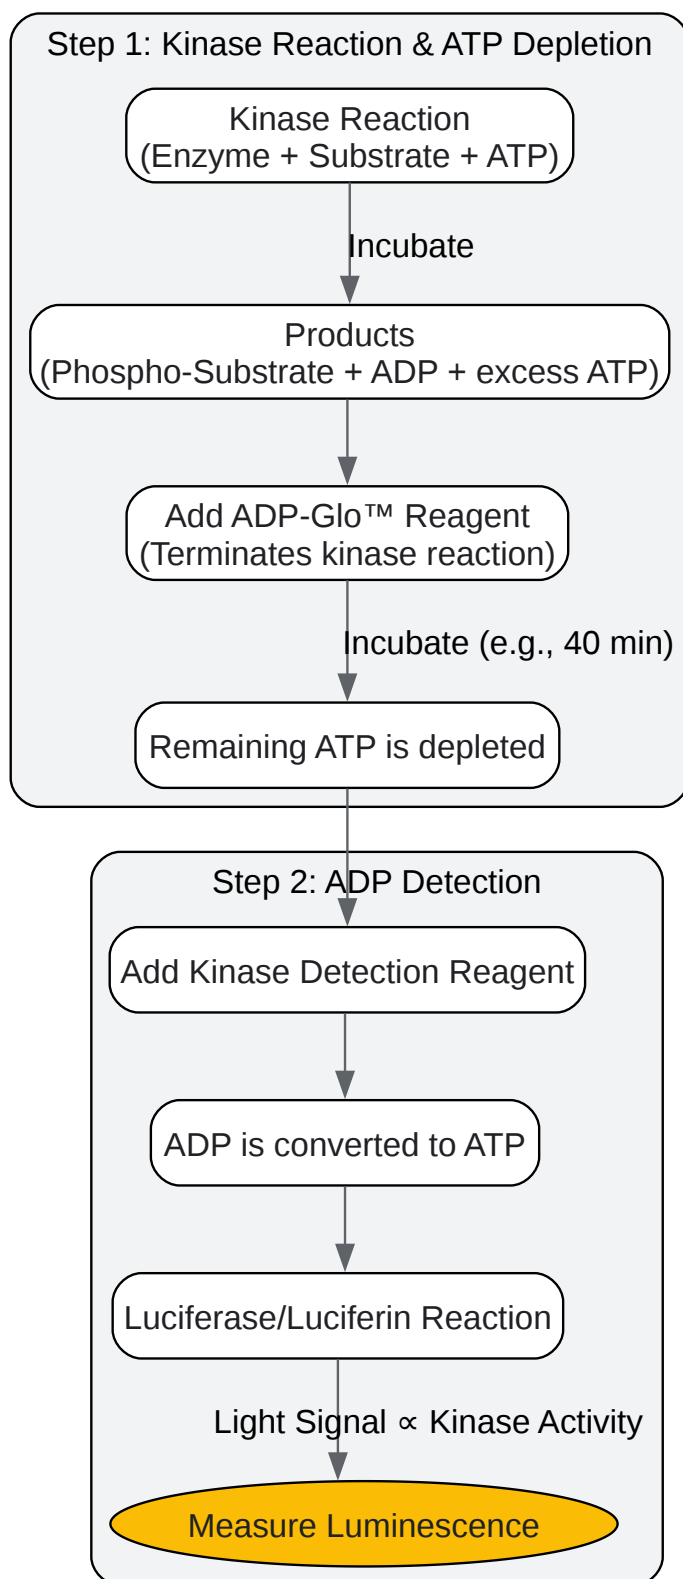 Step 1: Kinase Reaction & ATP Depletion
Kinase Reaction
(Enzyme + Substrate + ATP)
Incubate
Products
(Phospho-Substrate + ADP + excess ATP)
Add ADP-Glo™ Reagent
(Terminates kinase reaction)
Incubate (e.g., 40 min)
Remaining ATP is depleted
Step 2: ADP Detection
Add Kinase Detection Reagent
ADP is converted to ATP
Luciferase/Luciferin Reaction
Light Signal ∝ Kinase Activity
Measure Luminescence